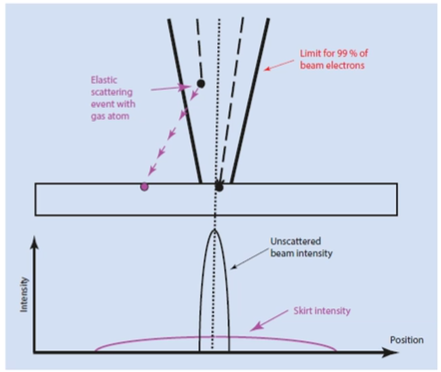 Limit for 99 % of
beam electrons
Elastic
scattering
event with
gas atom
Unscattered
beam intensity
Intensity
Skirt intensity
Position